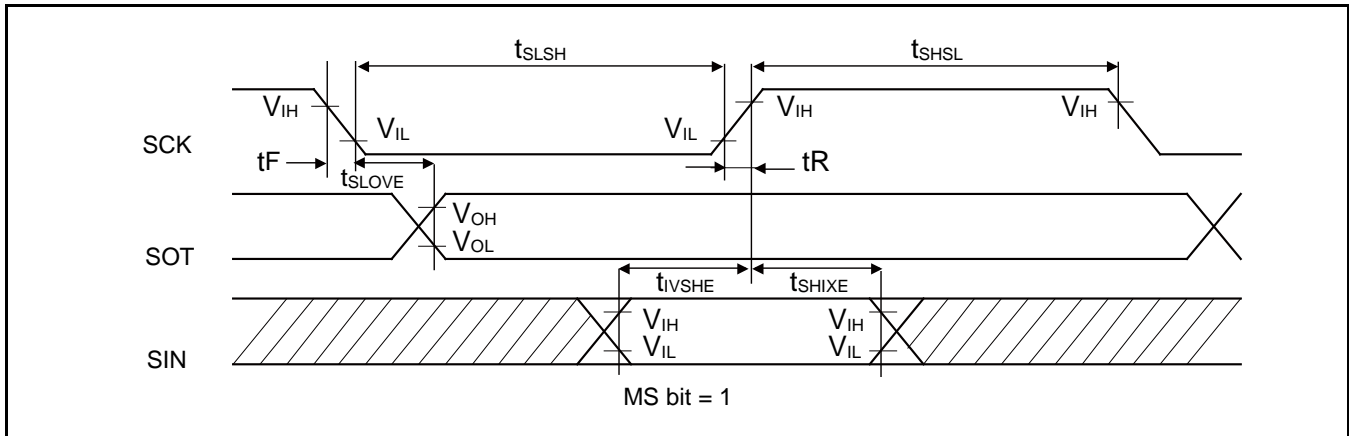 tSLSH
tSHSL
VIH
VIL
VIL
VIH
VIH
SCK
tF
tSLOVE
tR
VOH
VOL
SOT
tIVSHE
tSHIXE
VIH
VIL
VIH
VIL
SIN
MS bit = 1